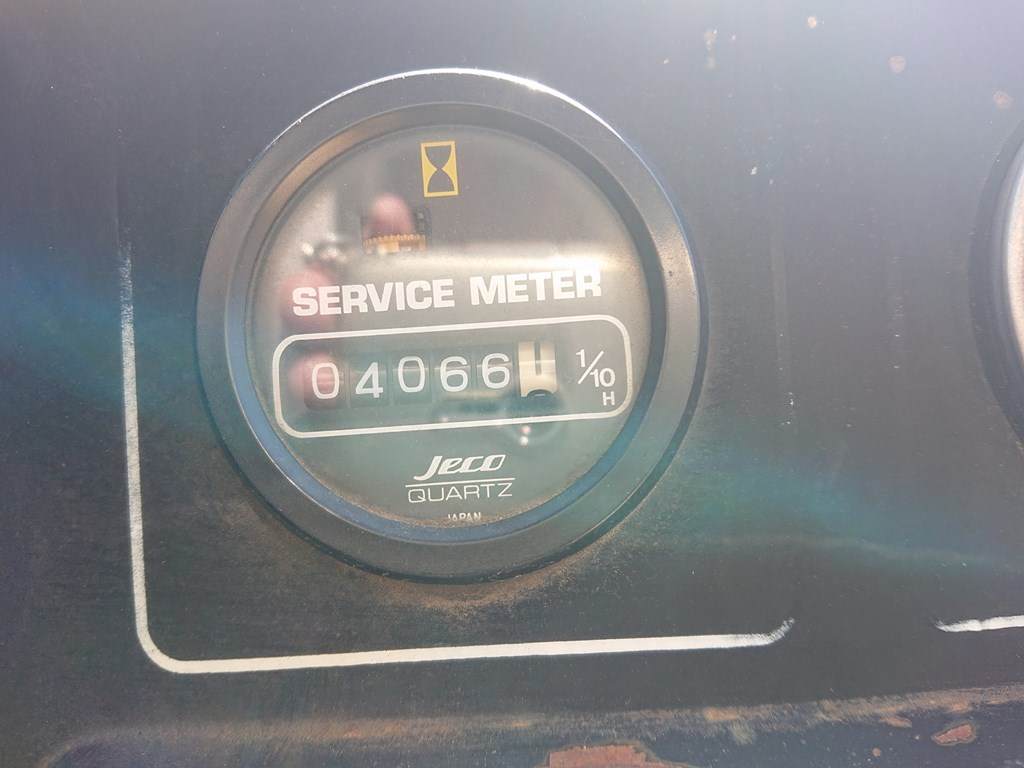 SERVICE METER
04066 1/10 H
Jeco
QUARTZ
JAPAN